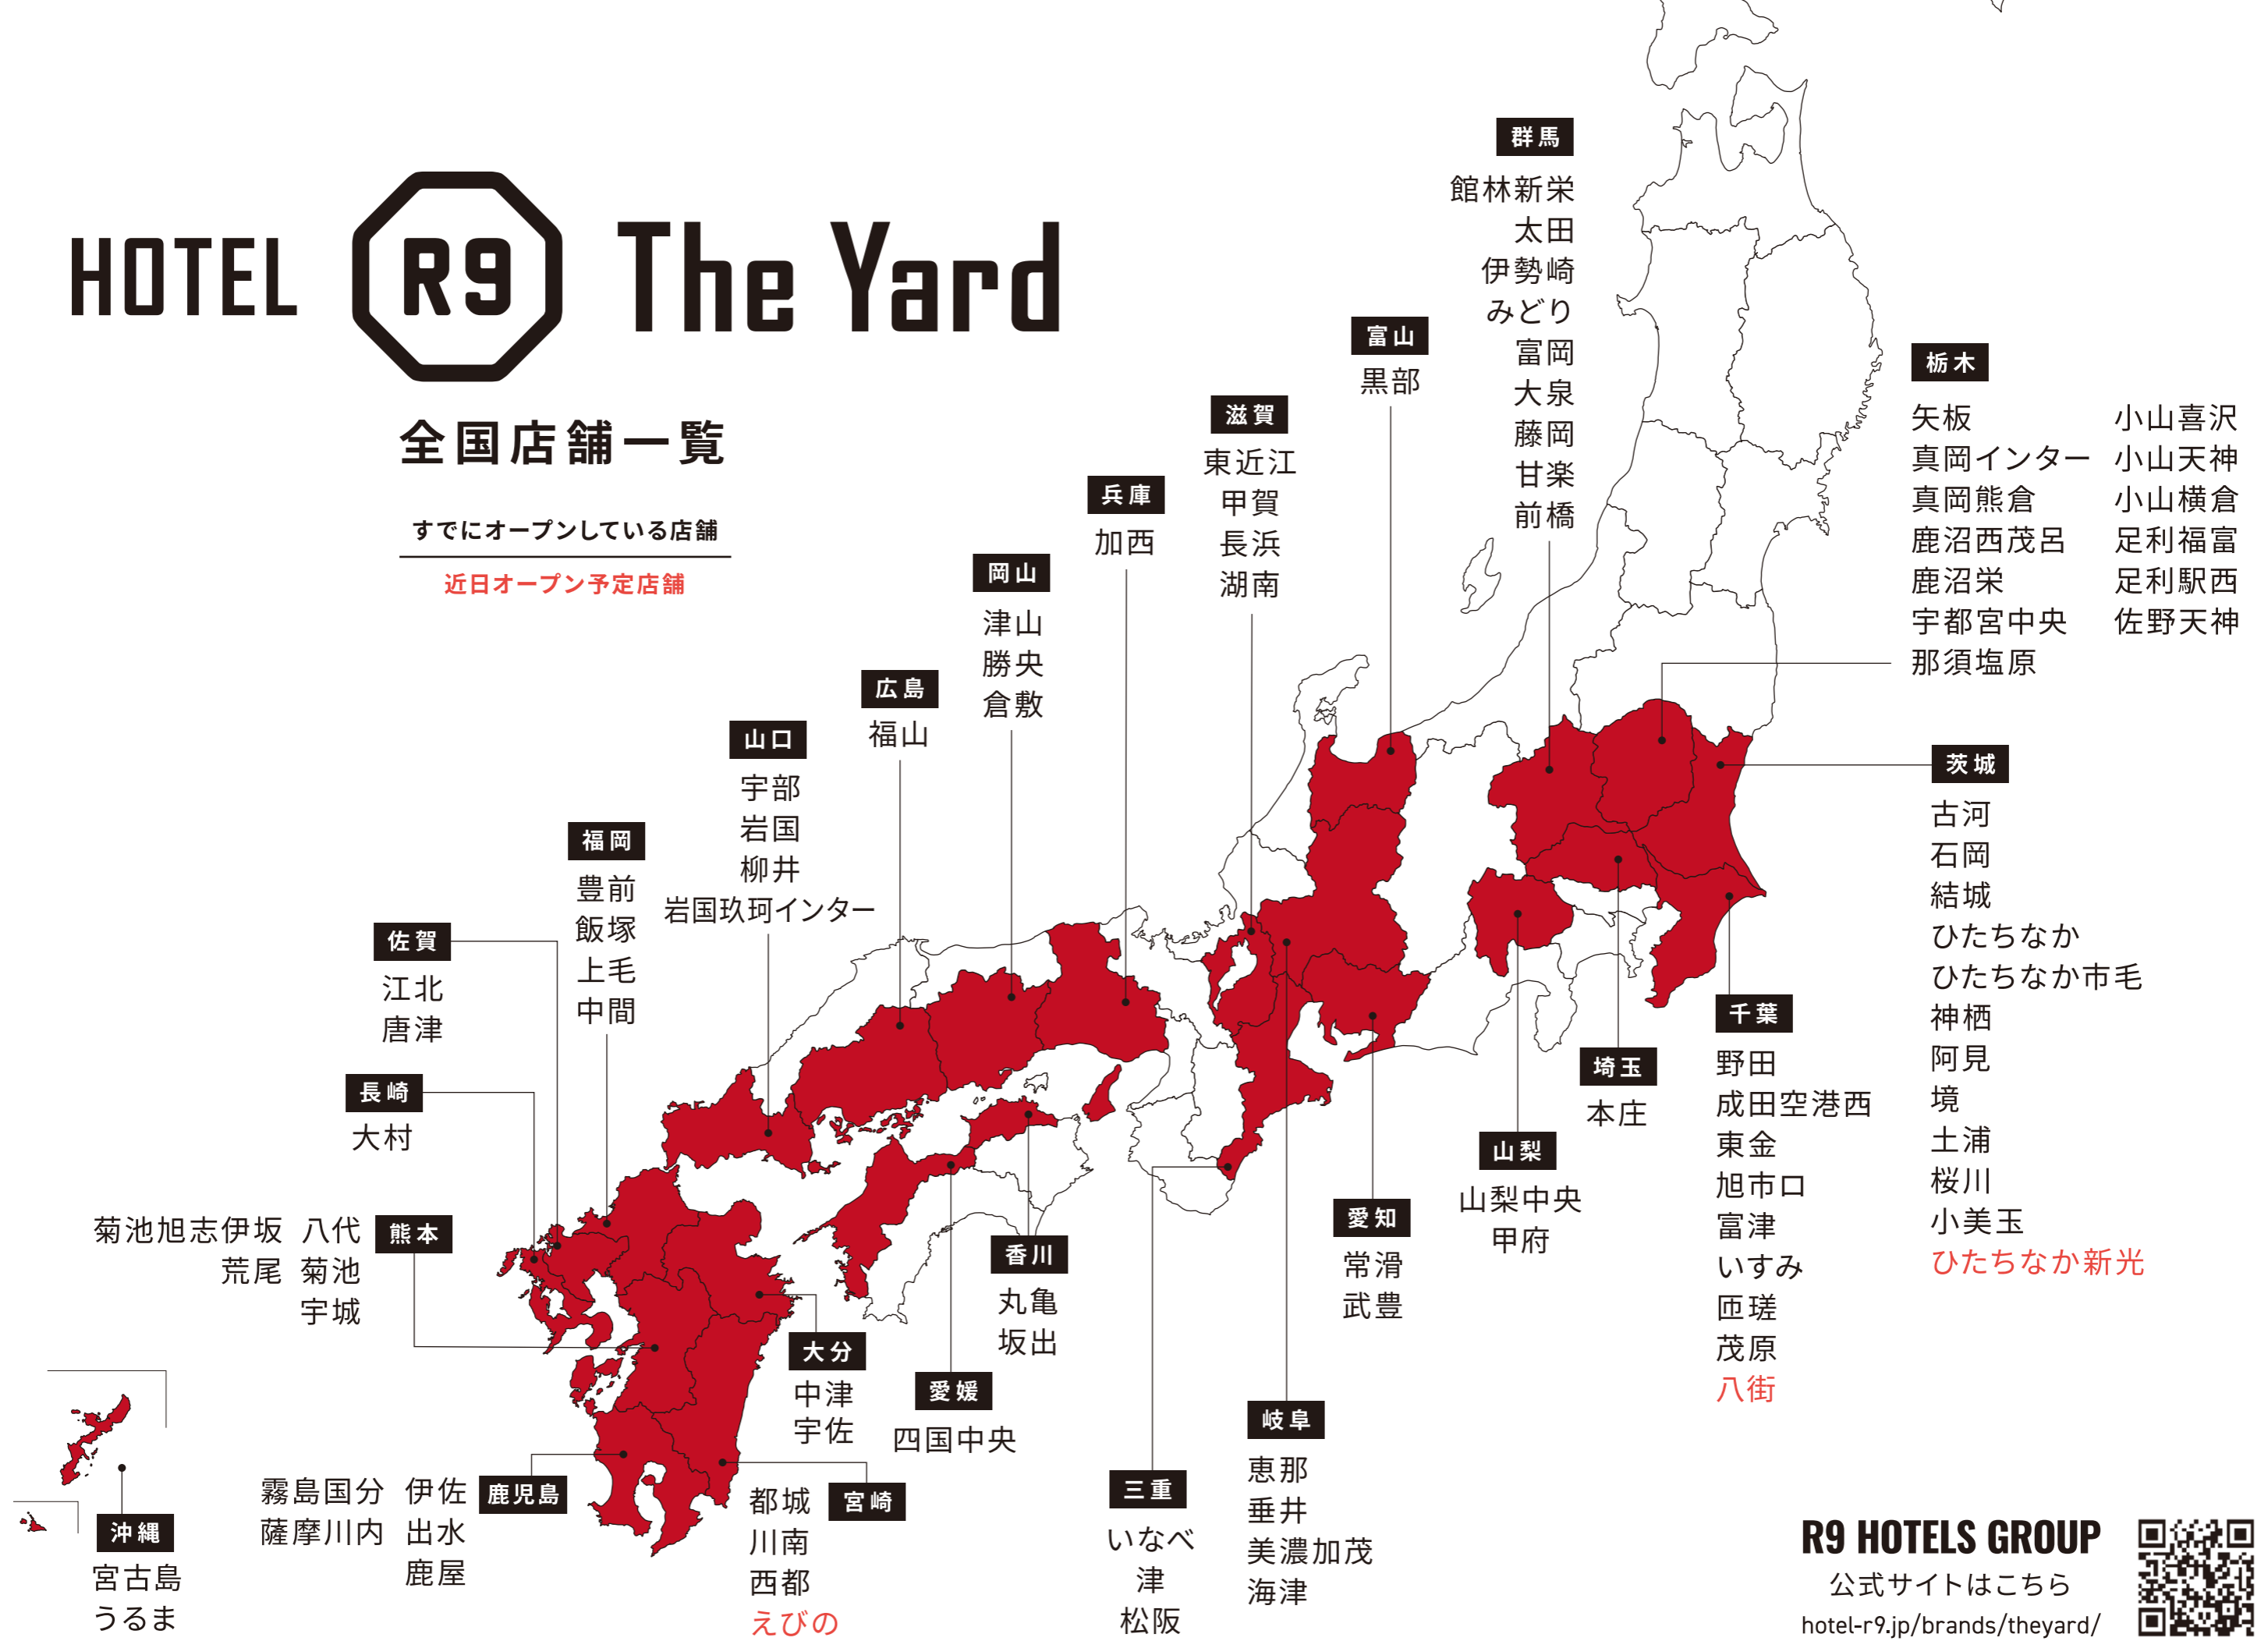 HOTEL R9 The Yard
全国店舗一覧
すでにオープンしている店舗
近日オープン予定店舗
群馬
館林新栄
太田
伊勢崎
みどり
富岡
大泉
藤岡
甘楽
前橋
富山
黒部
滋賀
東近江
甲賀
長浜
湖南
兵庫
加西
岡山
津山
勝央
倉敷
広島
福山
山口
宇部
岩国
柳井
岩国玖珂インター
福岡
豊前
飯塚
上毛
中間
佐賀
江北
唐津
長崎
大村
熊本
菊池旭志伊坂 八代
荒尾 菊池
宇城
栃木
矢板 小山喜沢
真岡インター 小山天神
真岡熊倉 小山横倉
鹿沼西茂呂 足利福富
鹿沼栄 足利駅西
宇都宮中央 佐野天神
那須塩原
茨城
古河
石岡
結城
ひたちなか
ひたちなか市毛
神栖
阿見
境
土浦
桜川
小美玉
ひたちなか新光
千葉
野田
成田空港西
東金
旭市口
富津
いすみ
匝瑳
茂原
八街
埼玉
本庄
山梨
山梨中央
甲府
愛知
常滑
武豊
香川
丸亀
坂出
大分
中津
宇佐
愛媛
四国中央
岐阜
恵那
垂井
美濃加茂
海津
三重
いなべ
津
松阪
宮崎
都城
川南
西都
えびの
鹿児島
霧島国分 伊佐
薩摩川内 出水
鹿屋
沖縄
宮古島
うるま
R9 HOTELS GROUP
公式サイトはこちら
hotel-r9.jp/brands/theyard/